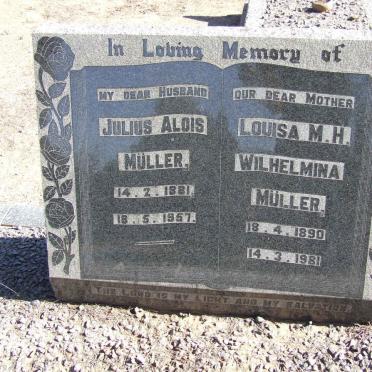 In Loving Memory of
MY DEAR HUSBAND
JULIUS ALOIS
MÜLLER.
14.2.1881.
18.5.1957.
OUR DEAR MOTHER
LOUISA M.H.
WILHELMINA
MÜLLER.
18.4.1890
14.3.1981
THE LORD IS MY LIGHT AND MY SALVATION.